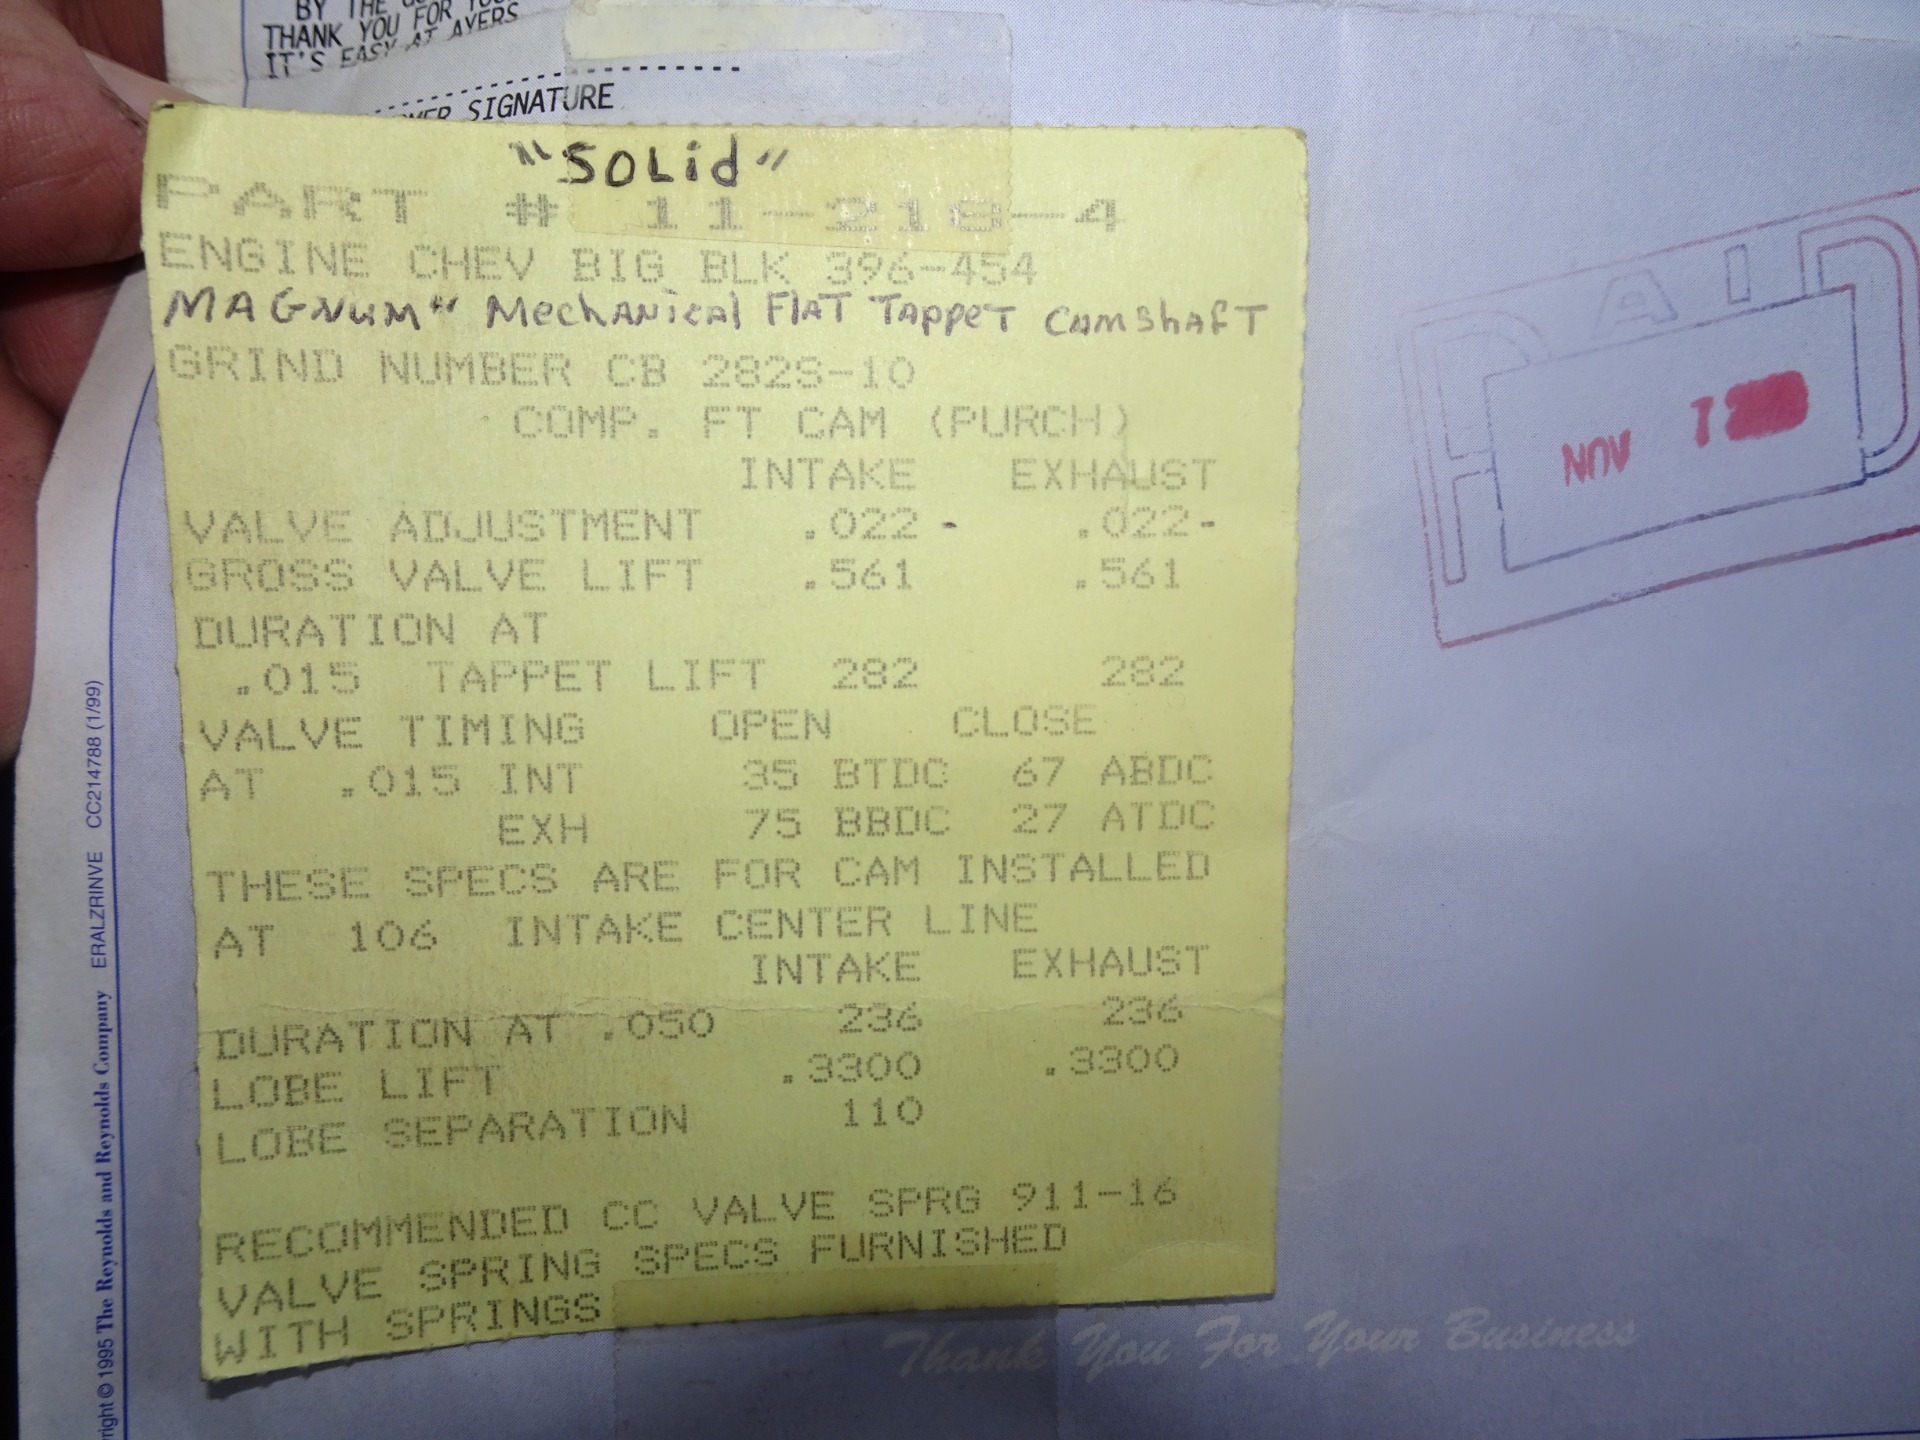 BY THE
THANK YOU FOR YOU
IT'S EASY AT AYERS
SIGNATURE
"SOLid"
PART # 11-218-4
ENGINE CHEV BIG BLK 396-454
MAGNUM" MechANicAl FlAT TAppeT CAmshAfT
GRIND NUMBER CB 282S-10
COMP. FT CAM (PURCH)
INTAKE EXHAUST
VALVE ADJUSTMENT .022 - .022-
GROSS VALVE LIFT .561 .561
DURATION AT
.015 TAPPET LIFT 282 282
VALVE TIMING OPEN CLOSE
AT .015 INT 35 BTDC 67 ABDC
EXH 75 BBDC 27 ATDC
THESE SPECS ARE FOR CAM INSTALLED
AT 106 INTAKE CENTER LINE
INTAKE EXHAUST
DURATION AT .050 236 236
LOBE LIFT .3300 .3300
LOBE SEPARATION 110
RECOMMENDED CC VALVE SPRG 911-16
VALVE SPRING SPECS FURNISHED
WITH SPRINGS
PAID
NOV
Thank You For Your Business
right © 1995 The Reynolds and Reynolds Company ERALZRINVE CC214788 (1/99)